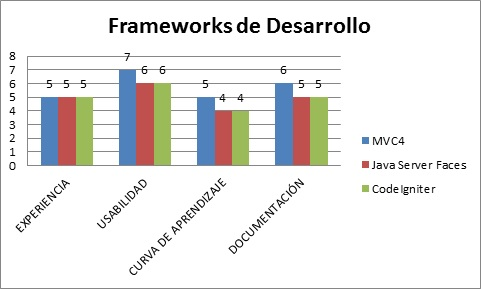 Frameworks de Desarrollo
8
7
6
5
4
3
2
1
0
5 5 5
7 6 6
5 4 4
6 5 5
EXPERIENCIA
USABILIDAD
CURVA DE APRENDIZAJE
DOCUMENTACIÓN
MVC4
Java Server Faces
CodeIgniter